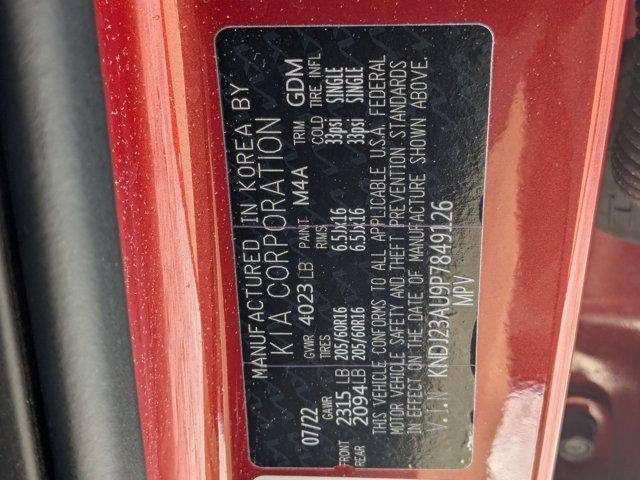 MANUFACTURED IN KOREA BY
KIA CORPORATION
07/22 GVWR 4023 LB PAINT M4A TRIM GDM
GAWR TIRES RIMS COLD TIRE INFL
FRONT 2315 LB 205/60R16 6.5Jx16 33psi SINGLE
REAR 2094 LB 205/60R16 6.5Jx16 33psi SINGLE
THIS VEHICLE CONFORMS TO ALL APPLICABLE U.S.A. FEDERAL
MOTOR VEHICLE SAFETY AND THEFT PREVENTION STANDARDS
IN EFFECT ON THE DATE OF MANUFACTURE SHOWN ABOVE.
V.I.N KNDJ23AU9P7849126
MPV